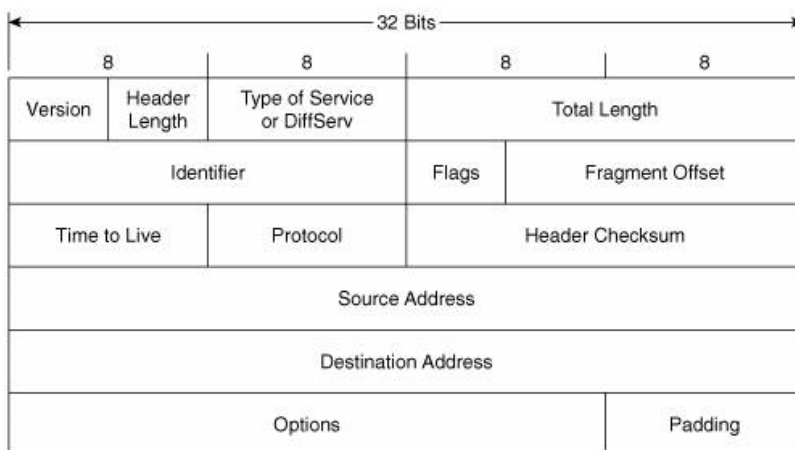 32 Bits
8 8 8 8
Version
Header
Length
Type of Service
or DiffServ
Total Length
Identifier
Flags
Fragment Offset
Time to Live
Protocol
Header Checksum
Source Address
Destination Address
Options
Padding